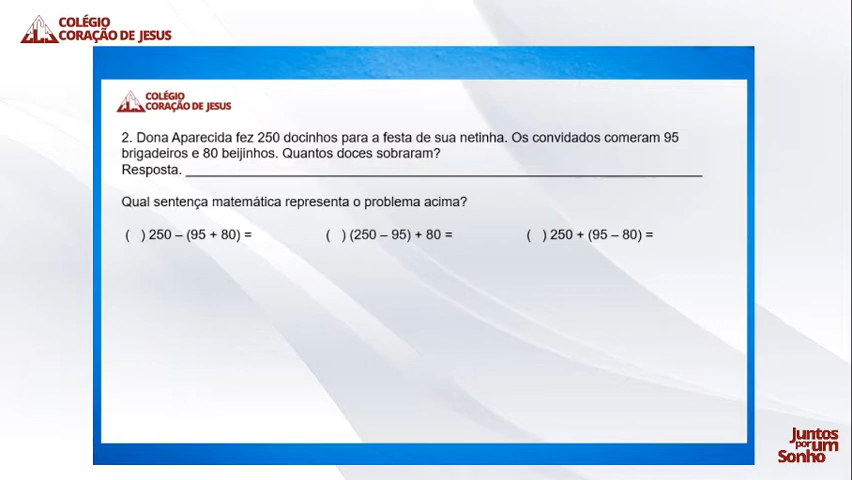 COLÉGIO
CORAÇÃO DE JESUS
COLÉGIO
CORAÇÃO DE JESUS
2. Dona Aparecida fez 250 docinhos para a festa de sua netinha. Os convidados comeram 95
brigadeiros e 80 beijinhos. Quantos doces sobraram?
Resposta. ______________________________
Qual sentença matemática representa o problema acima?
( ) 250 – (95 + 80) = ( ) (250 – 95) + 80 = ( ) 250 + (95 – 80) =
Juntos
por um
Sonho